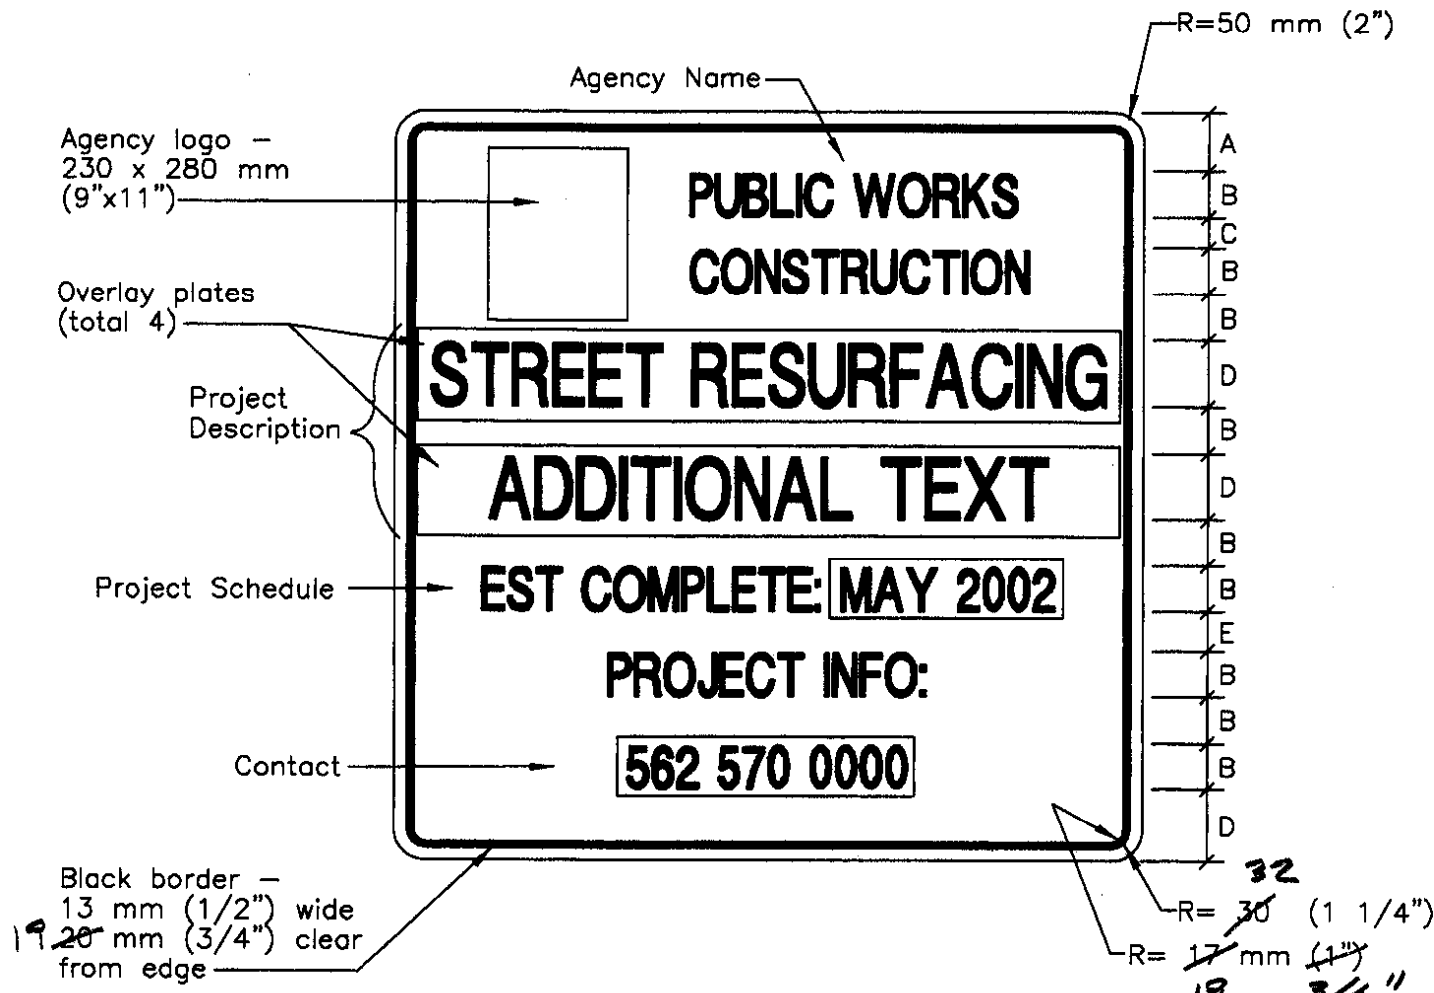 R=50 mm (2")
Agency Name
Agency logo –
230 x 280 mm
(9"x11")
PUBLIC WORKS
CONSTRUCTION
Overlay plates
(total 4)
STREET RESURFACING
Project
Description
ADDITIONAL TEXT
Project Schedule
EST COMPLETE: MAY 2002
PROJECT INFO:
Contact
562 570 0000
A
B
C
B
B
D
B
D
B
B
E
B
B
B
D
Black border –
13 mm (1/2") wide
19 20 mm (3/4") clear
from edge
32
R= 30 (1 1/4")
R= 17 mm (1")
19 3/4"